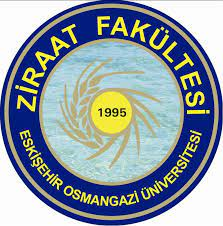 ZİRAAT FAKÜLTESİ
1995
ESKİŞEHİR OSMANGAZİ ÜNİVERSİTESİ